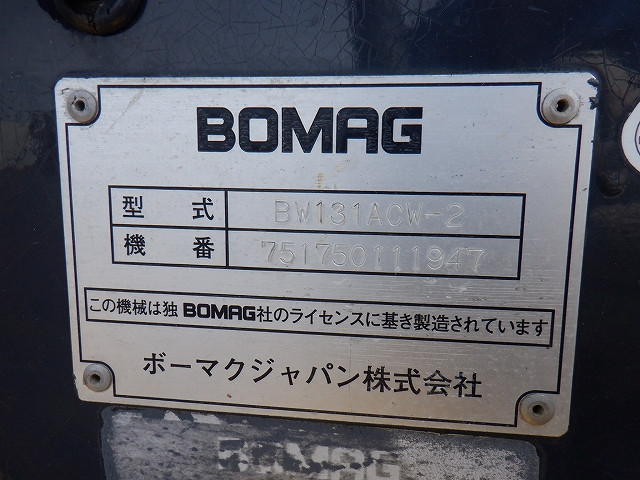 BOMAG
型式 BW131ACW-2
機番 751750111947
この機械は独BOMAG社のライセンスに基き製造されています
ボーマクジャパン株式会社
BOMAG